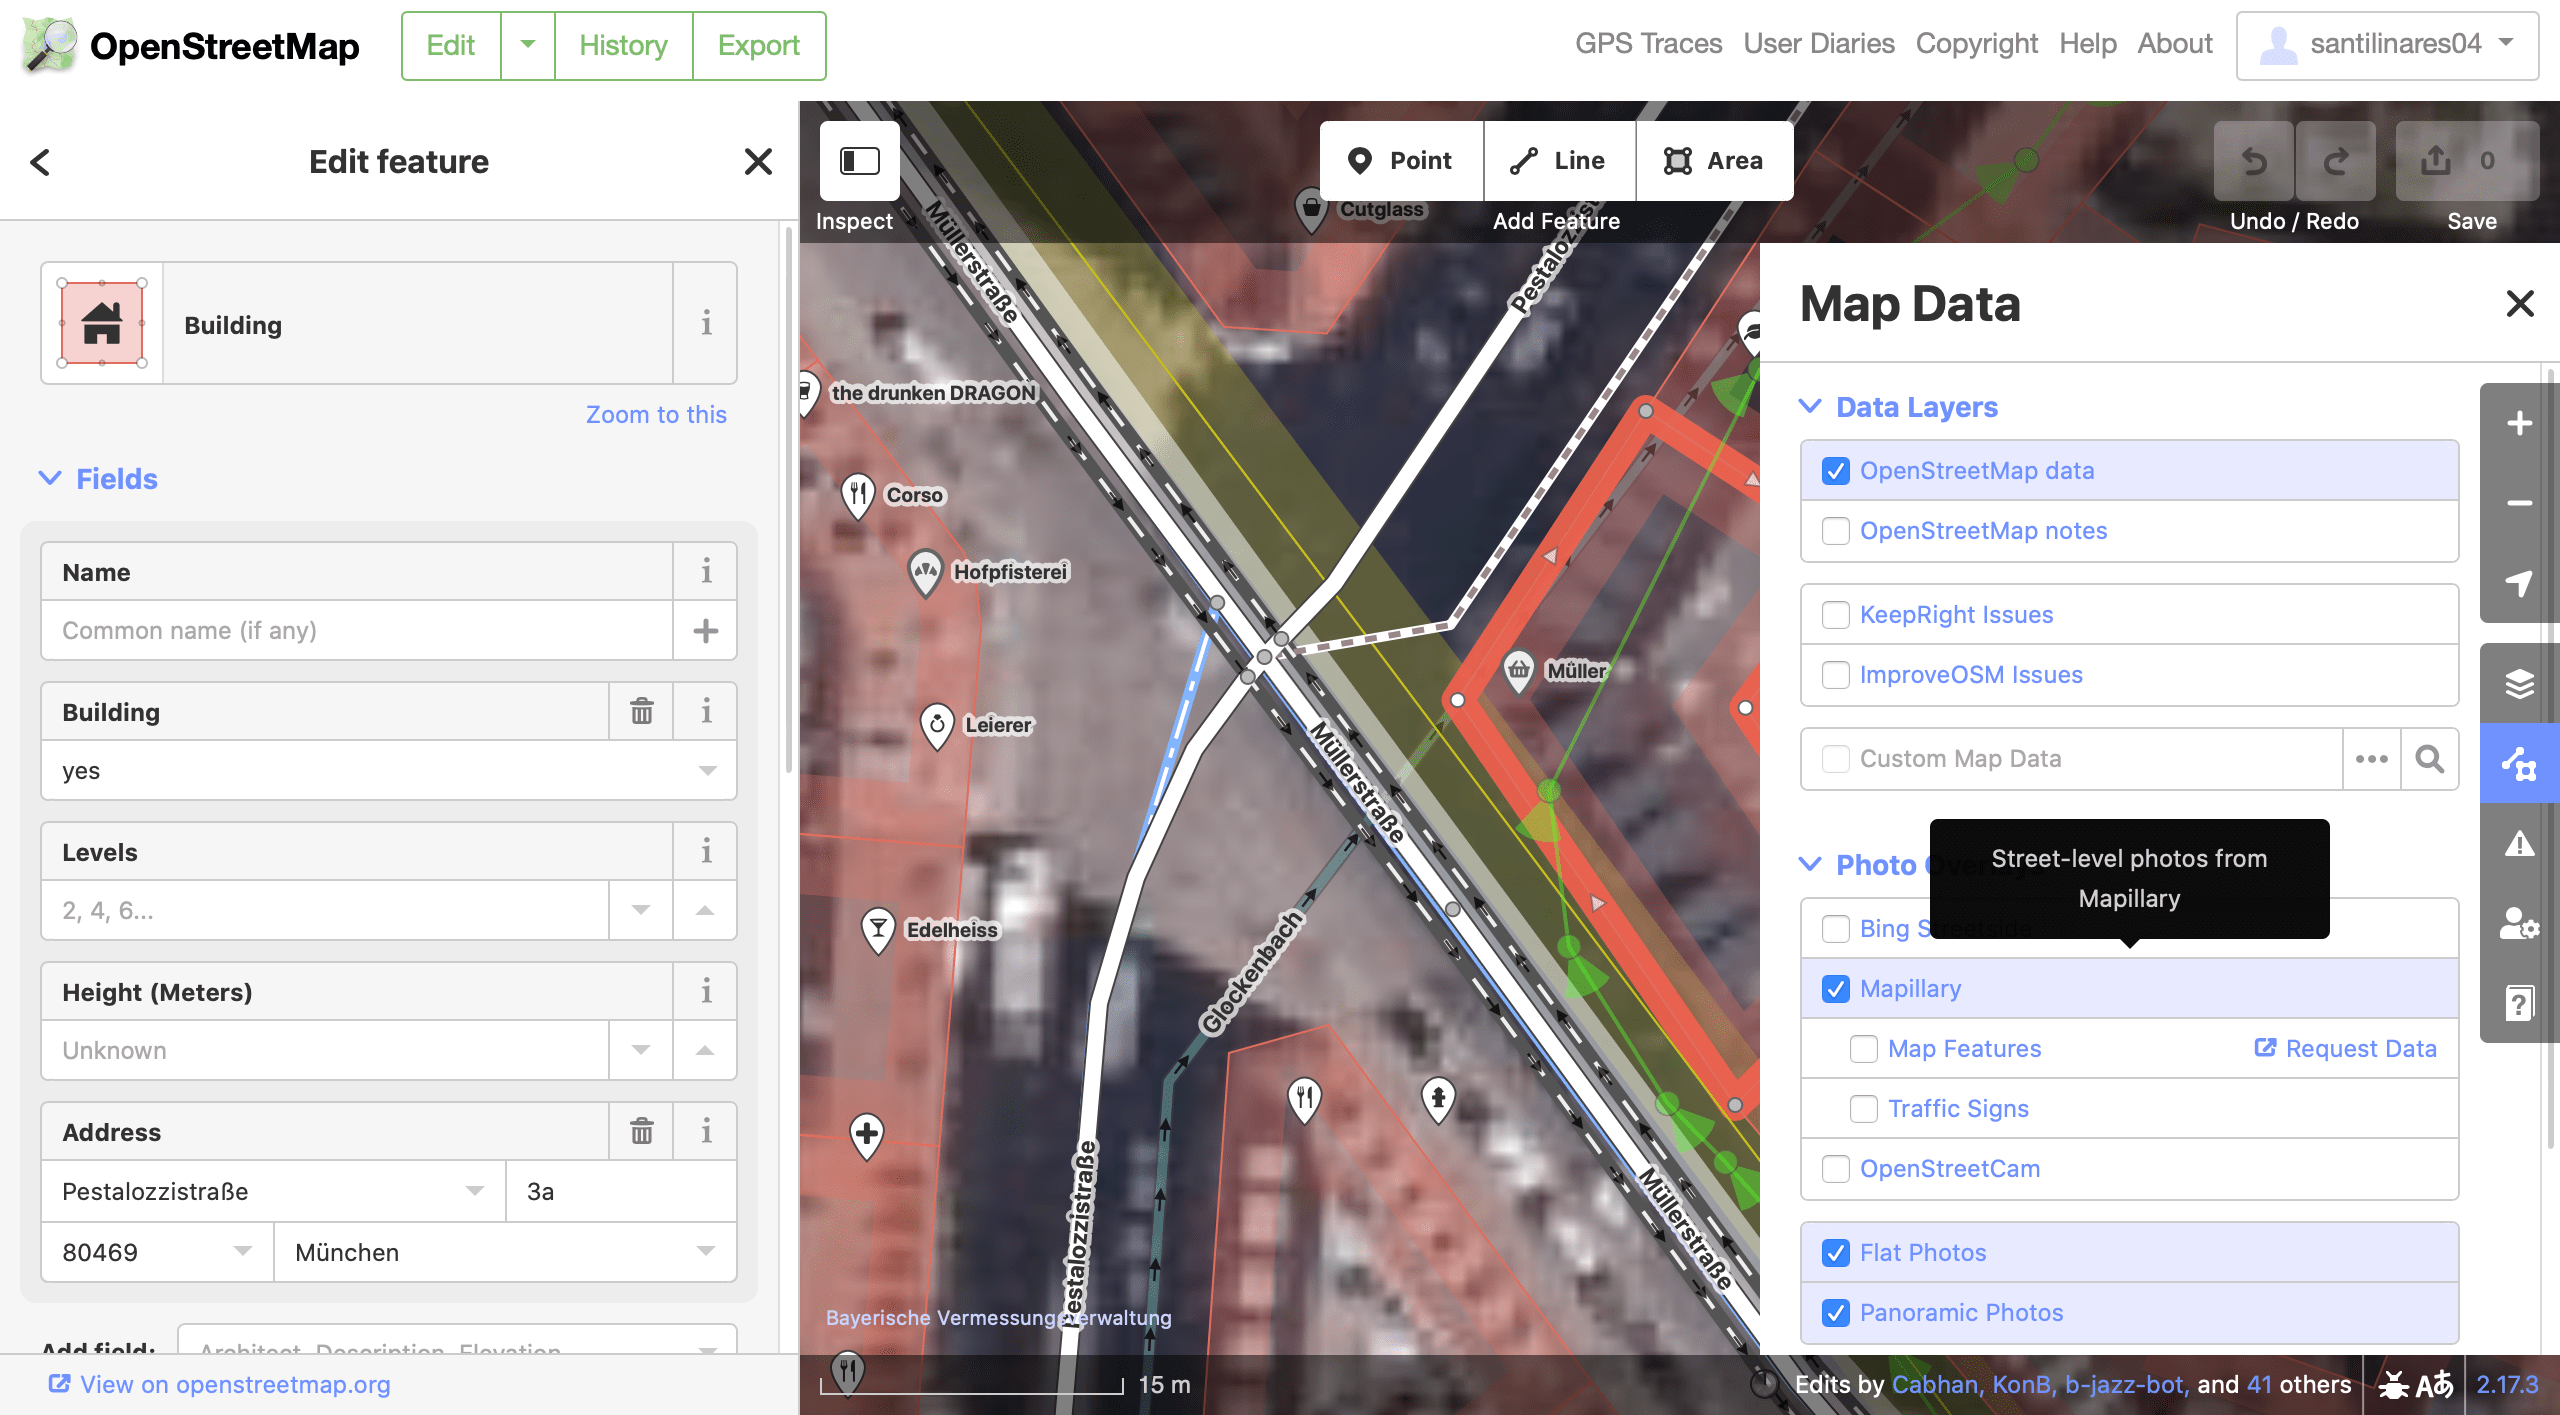 OpenStreetMap
Edit
History
Export
GPS Traces
User Diaries
Copyright
Help
About
santilinares04
Edit feature
Building
Zoom to this
Fields
Name
Common name (if any)
Building
yes
Levels
2, 4, 6...
Height (Meters)
Unknown
Address
Pestalozzistraße
3a
80469
München
Add field:
Architect, Description, Elevation
View on openstreetmap.org
Inspect
Point
Line
Area
Add Feature
Undo / Redo
0
Save
Cutglass
Müllerstraße
the drunken DRAGON
Corso
Hofpfisterei
Leierer
Müller
Müllerstraße
Edelheiss
Glockenbach
Pestalozzistraße
Müllerstraße
Bayerische Vermessungsverwaltung
15 m
Map Data
Data Layers
OpenStreetMap data
OpenStreetMap notes
KeepRight Issues
ImproveOSM Issues
Custom Map Data
Photo Overlays
Street-level photos from
Mapillary
Bing Streetside
Mapillary
Map Features
Request Data
Traffic Signs
OpenStreetCam
Flat Photos
Panoramic Photos
Edits by Cabhan, KonB, b-jazz-bot, and 41 others
2.17.3